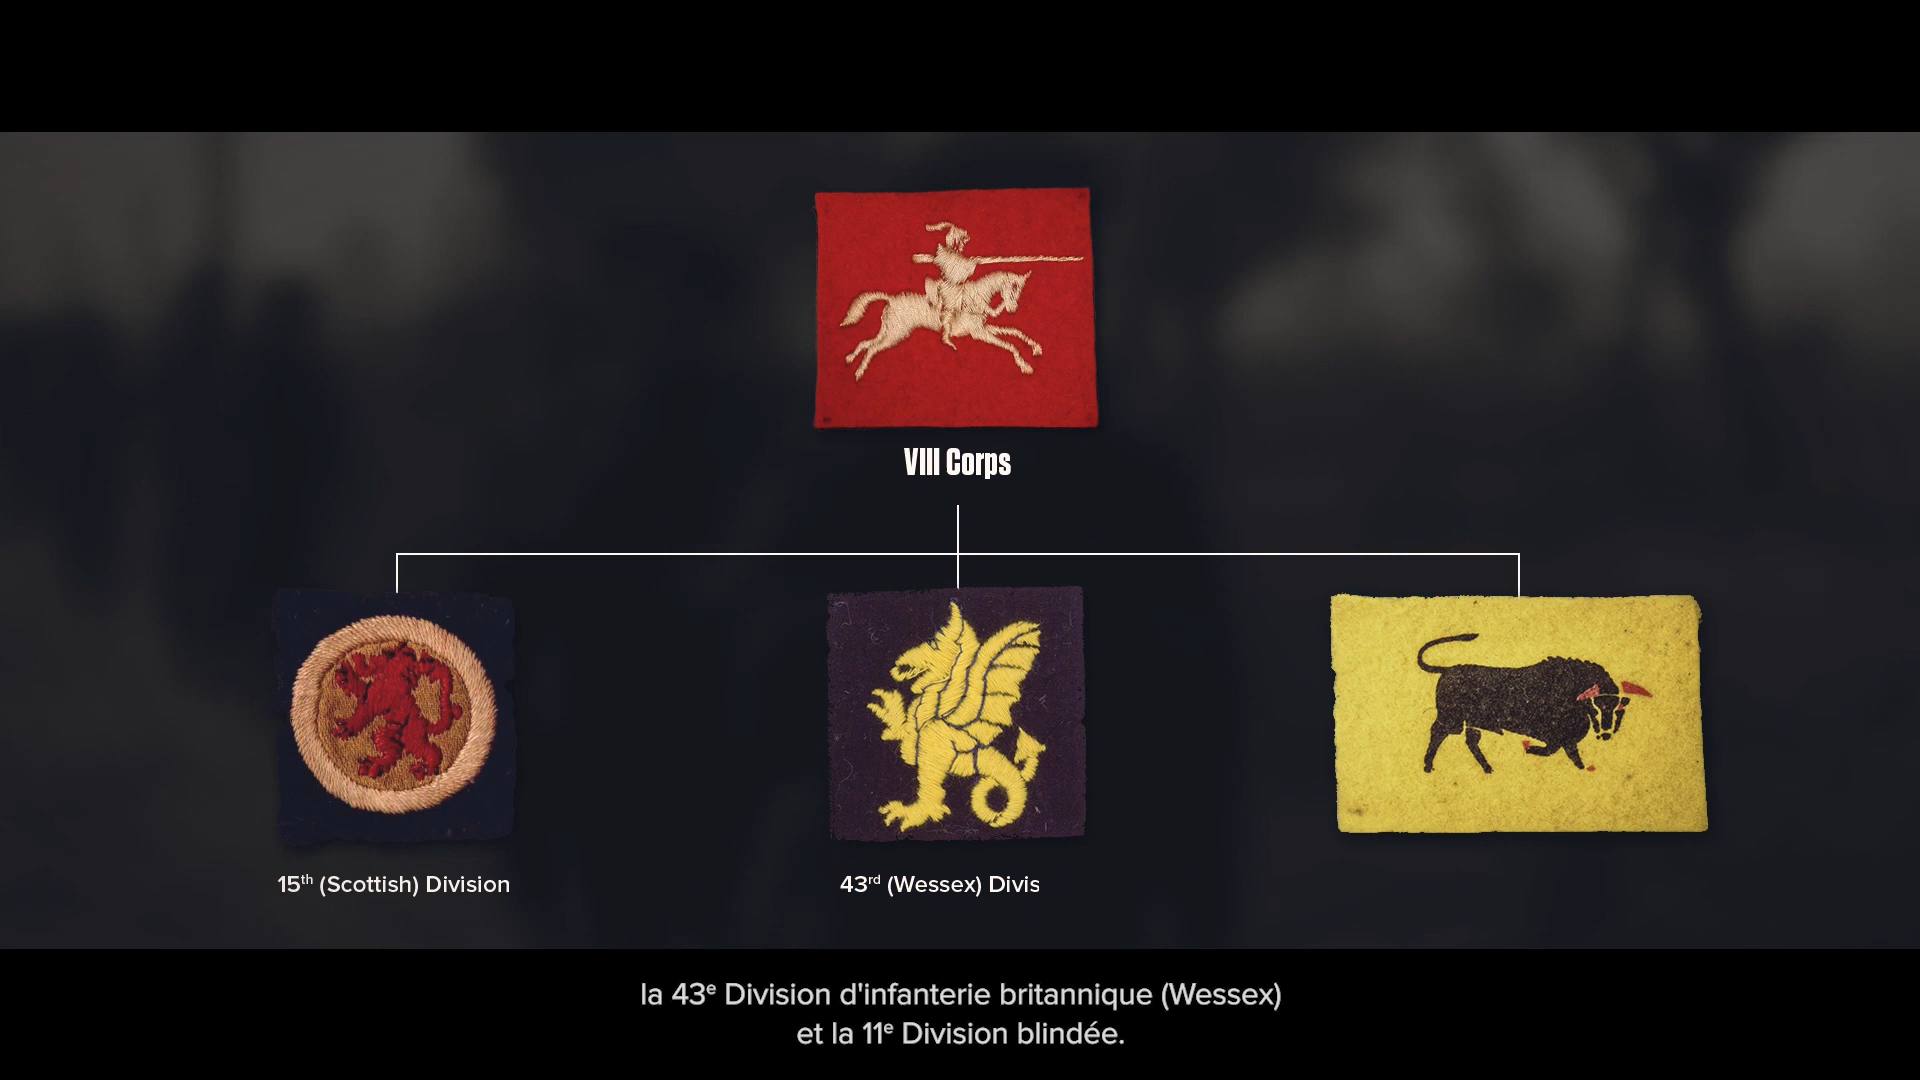 VIII Corps
15th (Scottish) Division
43rd (Wessex) Divis
la 43e Division d'infanterie britannique (Wessex)
et la 11e Division blindée.